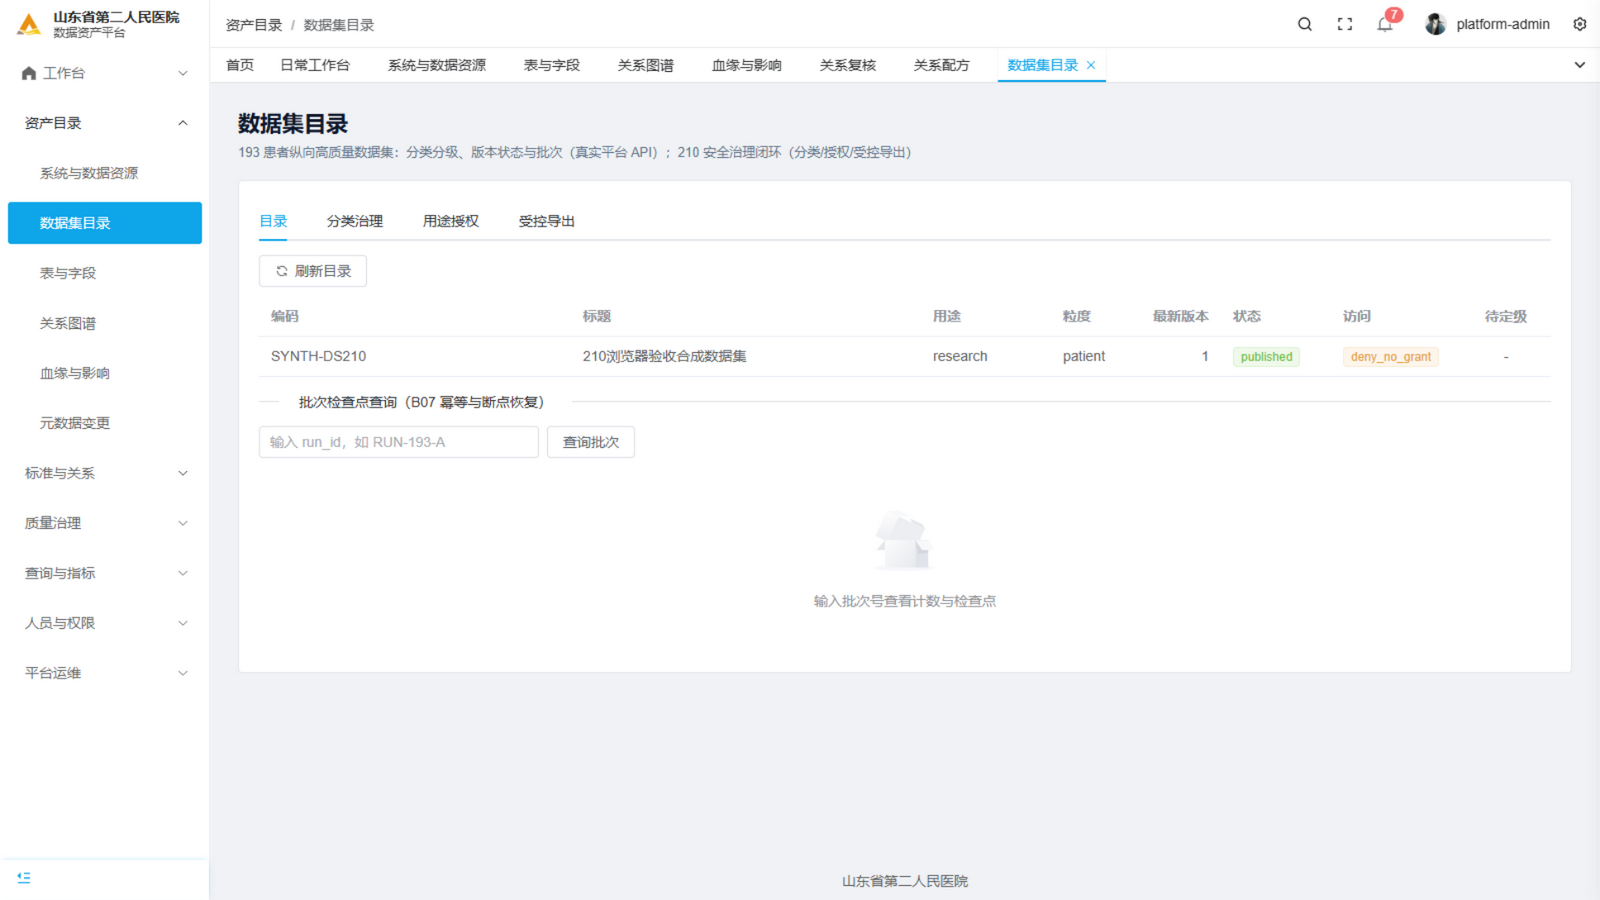 山东省第二人民医院
数据资产平台
资产目录 / 数据集目录
7
platform-admin
首页 日常工作台 系统与数据资源 表与字段 关系图谱 血缘与影响 关系复核 关系配方 数据集目录
工作台
资产目录
系统与数据资源
数据集目录
表与字段
关系图谱
血缘与影响
元数据变更
标准与关系
质量治理
查询与指标
人员与权限
平台运维
数据集目录
193 患者纵向高质量数据集：分类分级、版本状态与批次（真实平台 API）；210 安全治理闭环（分类/授权/受控导出）
目录 分类治理 用途授权 受控导出
刷新目录
编码 标题 用途 粒度 最新版本 状态 访问 待定级
SYNTH-DS210 210浏览器验收合成数据集 research patient 1 published deny_no_grant -
批次检查点查询（B07 幂等与断点恢复）
输入 run_id，如 RUN-193-A 查询批次
输入批次号查看计数与检查点
山东省第二人民医院